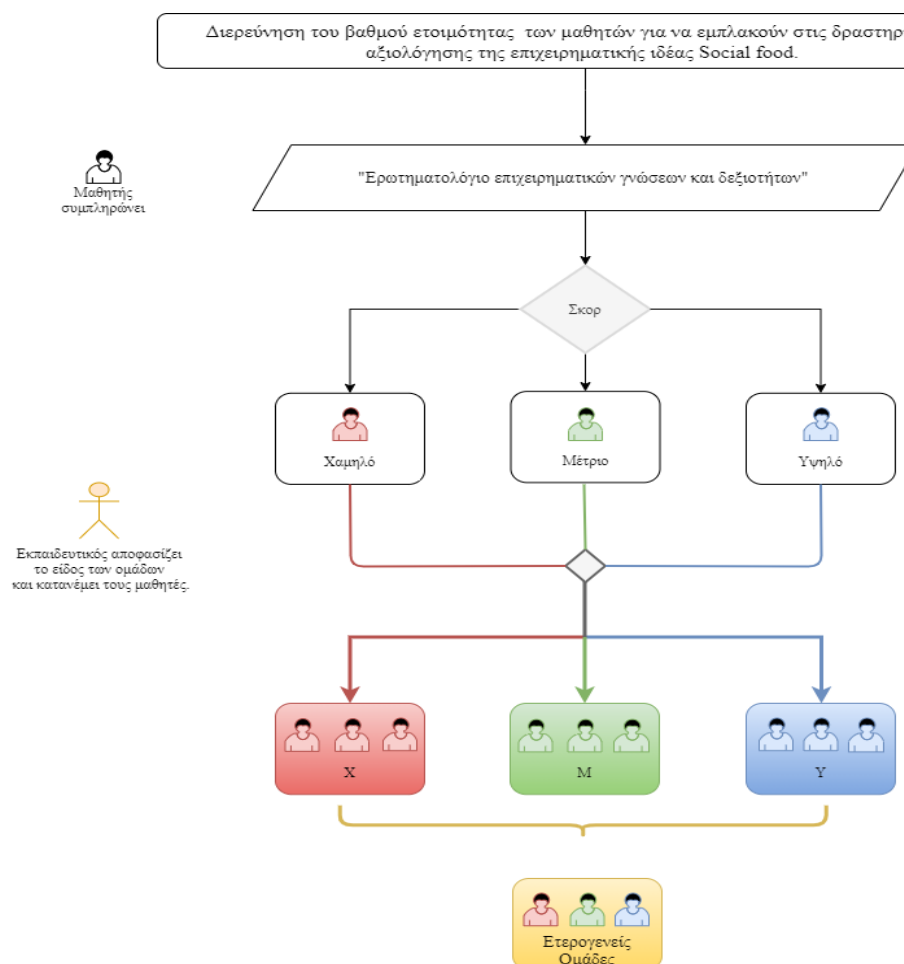 Διερεύνηση του βαθμού ετοιμότητας των μαθητών για να εμπλακούν στις
αξιολόγησης της επιχειρηματικής ιδέας Social food.
"Ερωτηματολόγιο επιχειρηματικών γνώσεων και δεξιοτήτων"
Μαθητής
συμπληρώνει
Σκορ
Χαμηλό
Μέτριο
Υψηλό
Εκπαιδευτικός αποφασίζει
το είδος των ομάδων
και κατανέμει τους μαθητές.
Χ
Μ
Υ
Ετερογενείς
Ομάδες